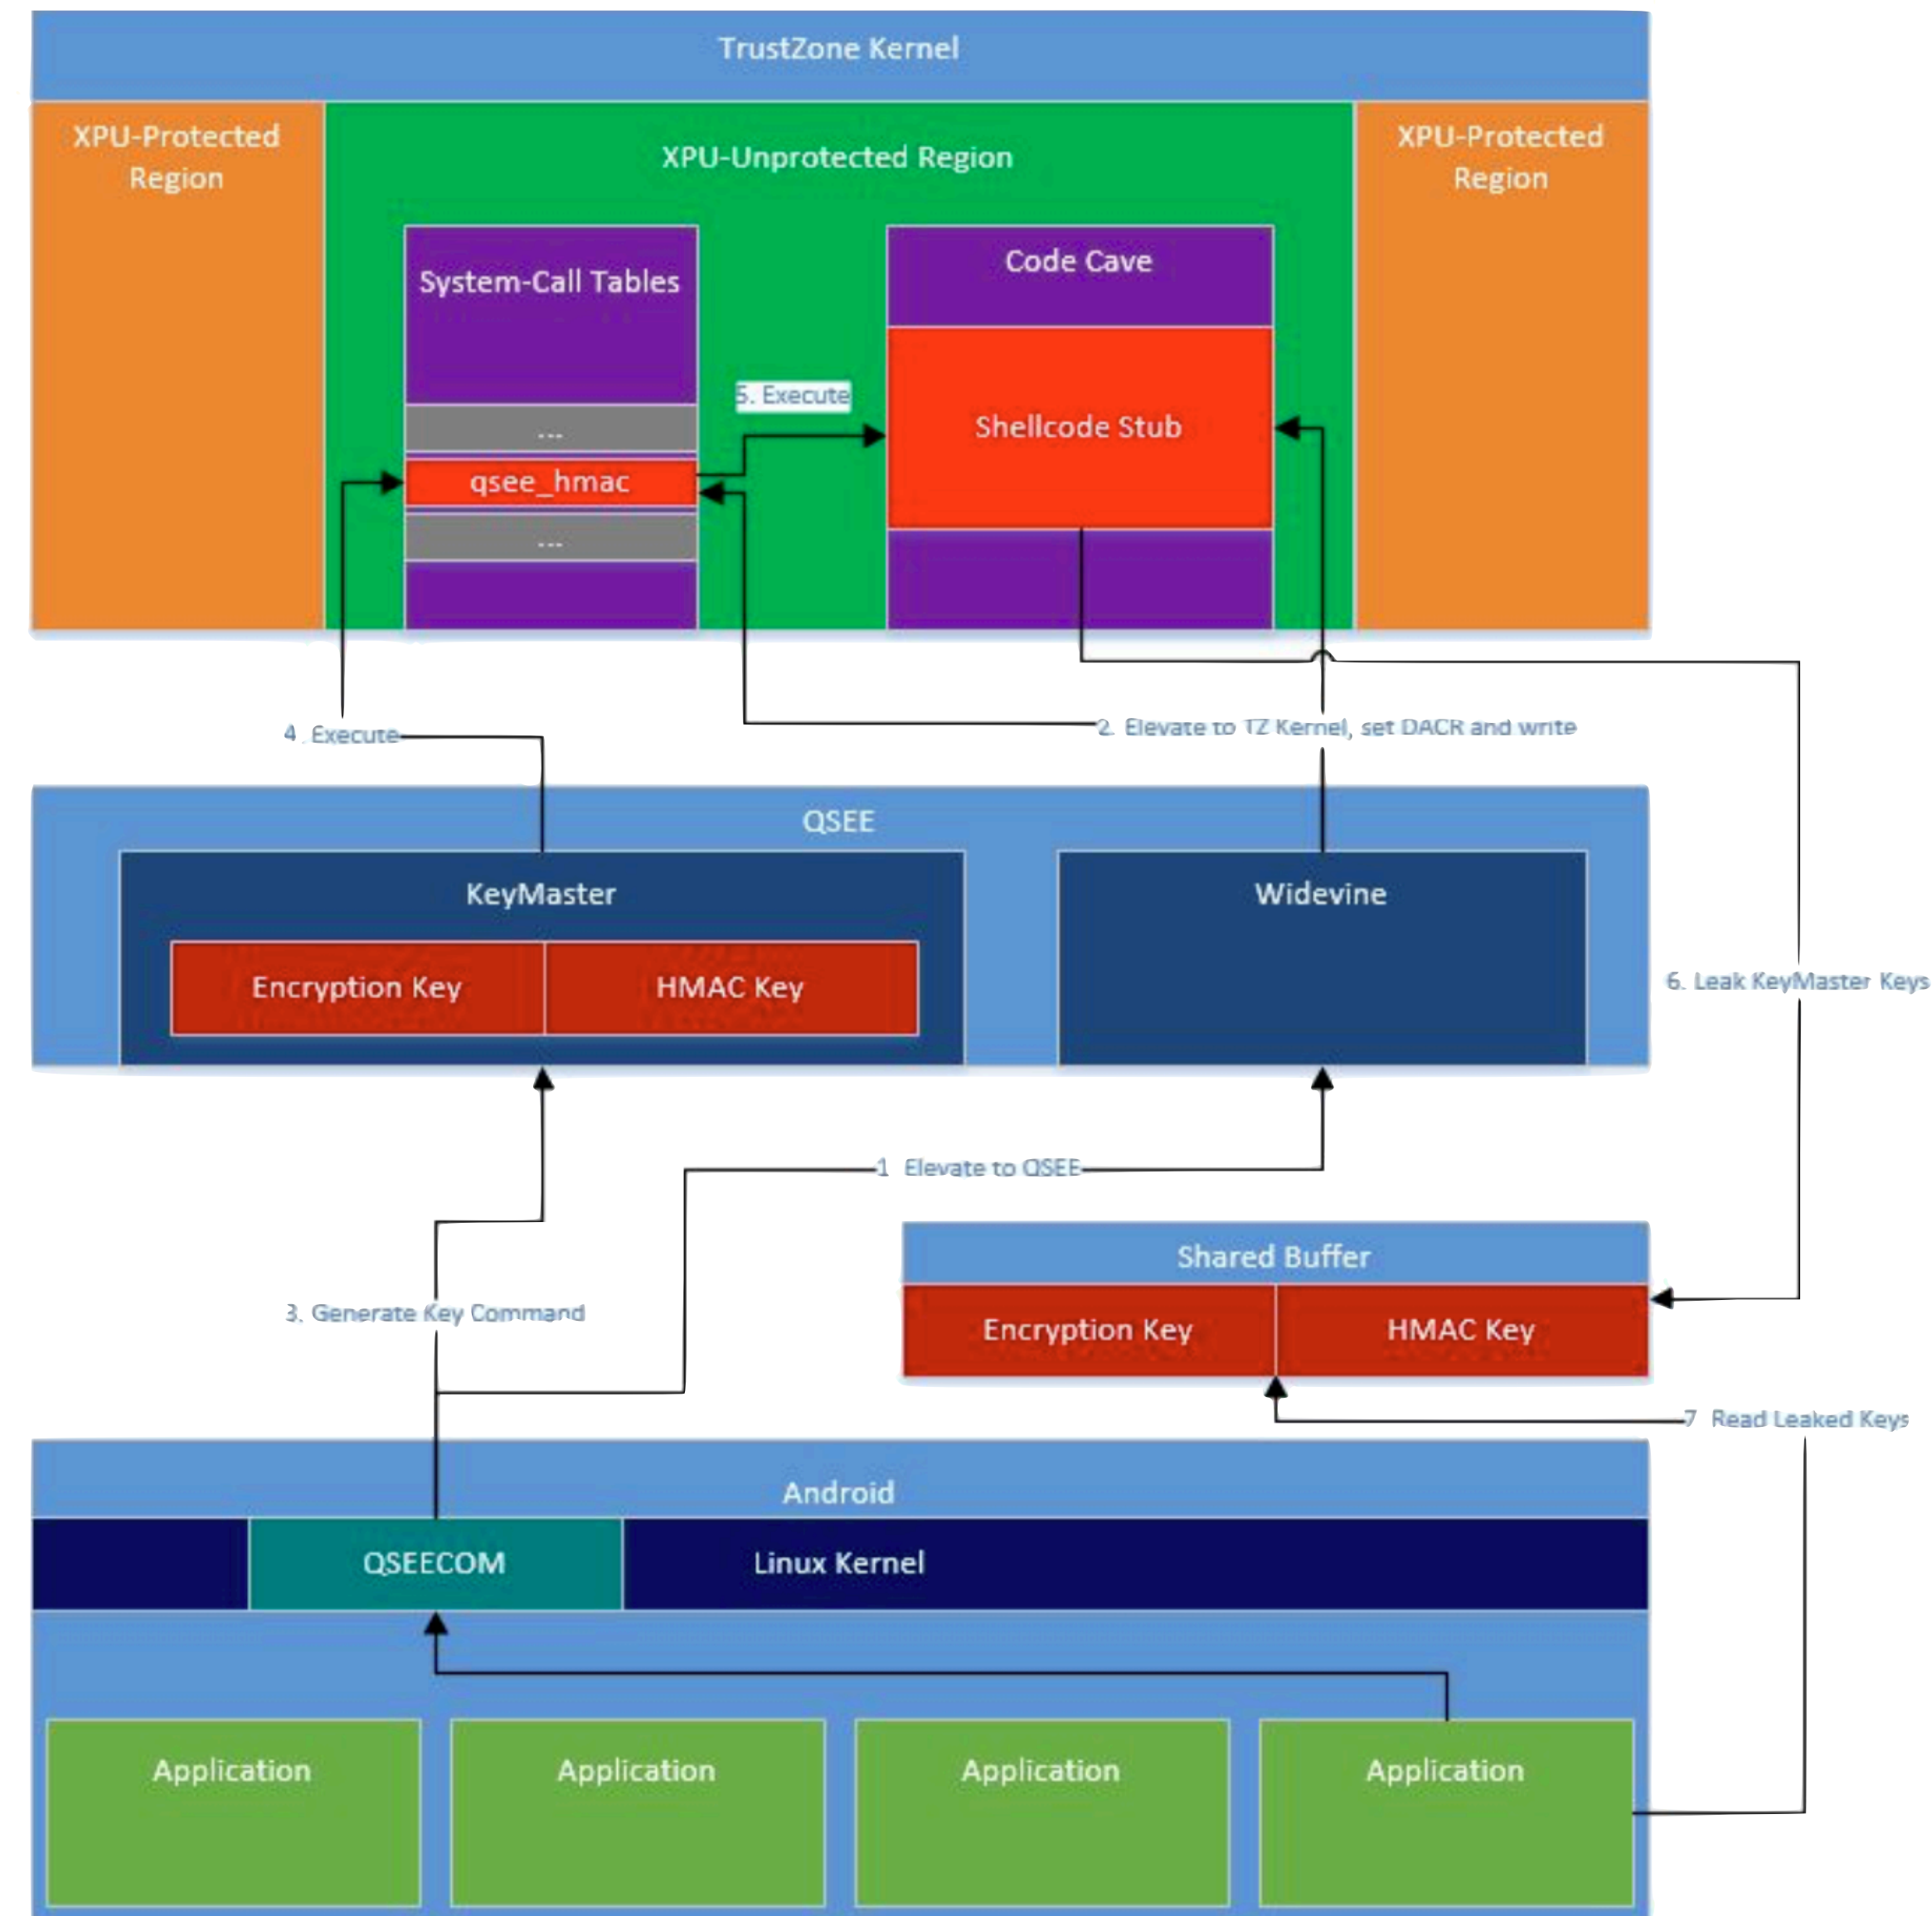 TrustZone Kernel
XPU-Protected
Region
XPU-Unprotected Region
XPU-Protected
Region
System-Call Tables
Code Cave
5. Execute
...
Shellcode Stub
qsee_hmac
...
4. Execute
2. Elevate to TZ Kernel, set DACR and write
QSEE
KeyMaster
Widevine
Encryption Key
HMAC Key
6. Leak KeyMaster Keys
1 Elevate to QSEE
Shared Buffer
3. Generate Key Command
Encryption Key
HMAC Key
7 Read Leaked Keys
Android
QSEECOM
Linux Kernel
Application
Application
Application
Application